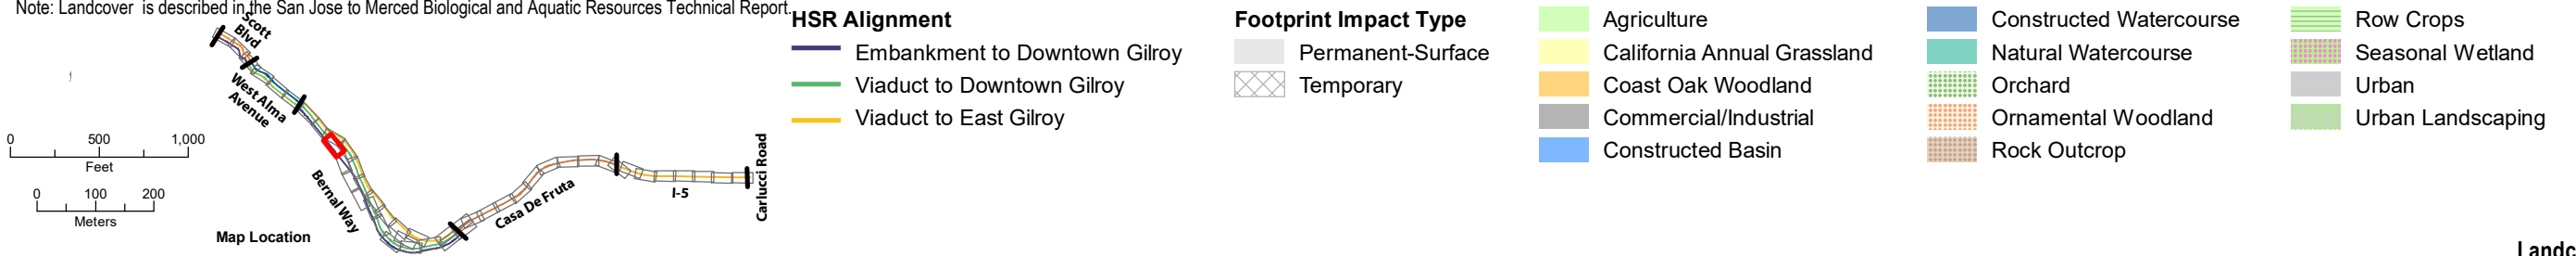 Note: Landcover is described in the San Jose to Merced Biological and Aquatic Resources Technical Report.
Scott
Blvd
West Alma
Avenue
0 500 1,000
Feet
0 100 200
Meters
Bernal Way
Casa De Fruta
I-5
Carlucci Road
Map Location
HSR Alignment
Embankment to Downtown Gilroy
Viaduct to Downtown Gilroy
Viaduct to East Gilroy
Footprint Impact Type
Permanent-Surface
Temporary
Agriculture
California Annual Grassland
Coast Oak Woodland
Commercial/Industrial
Constructed Basin
Constructed Watercourse
Natural Watercourse
Orchard
Ornamental Woodland
Rock Outcrop
Row Crops
Seasonal Wetland
Urban
Urban Landscaping
Landc